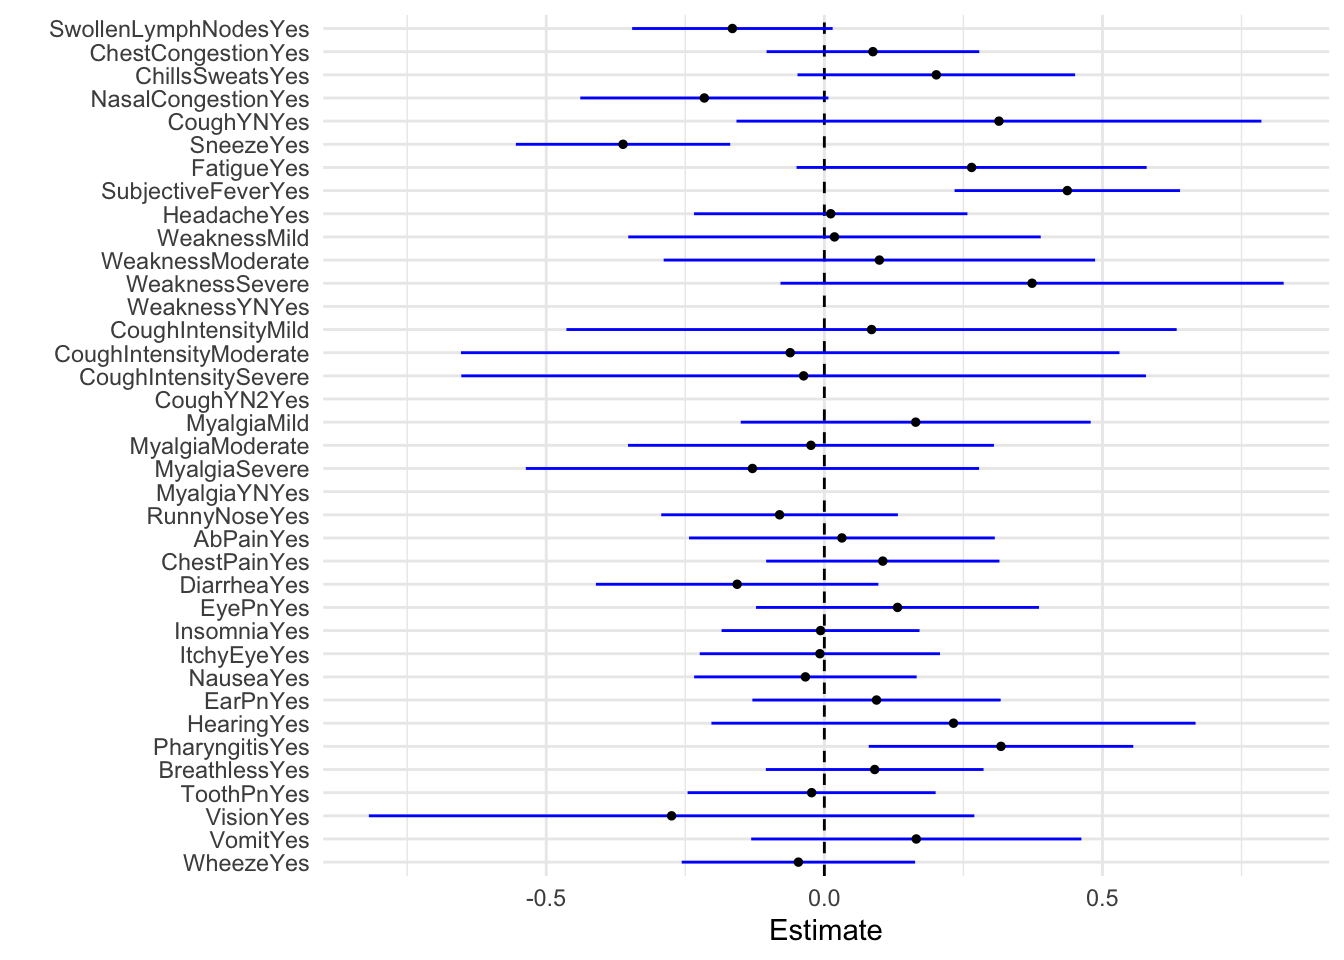 SwollenLymphNodesYes
ChestCongestionYes
ChillsSweatsYes
NasalCongestionYes
CoughYNYes
SneezeYes
FatigueYes
SubjectiveFeverYes
HeadacheYes
WeaknessMild
WeaknessModerate
WeaknessSevere
WeaknessYNYes
CoughIntensityMild
CoughIntensityModerate
CoughIntensitySevere
CoughYN2Yes
MyalgiaMild
MyalgiaModerate
MyalgiaSevere
MyalgiaYNYes
RunnyNoseYes
AbPainYes
ChestPainYes
DiarrheaYes
EyePnYes
InsomniaYes
ItchyEyeYes
NauseaYes
EarPnYes
HearingYes
PharyngitisYes
BreathlessYes
ToothPnYes
VisionYes
VomitYes
WheezeYes
-0.5 0.0 0.5
Estimate